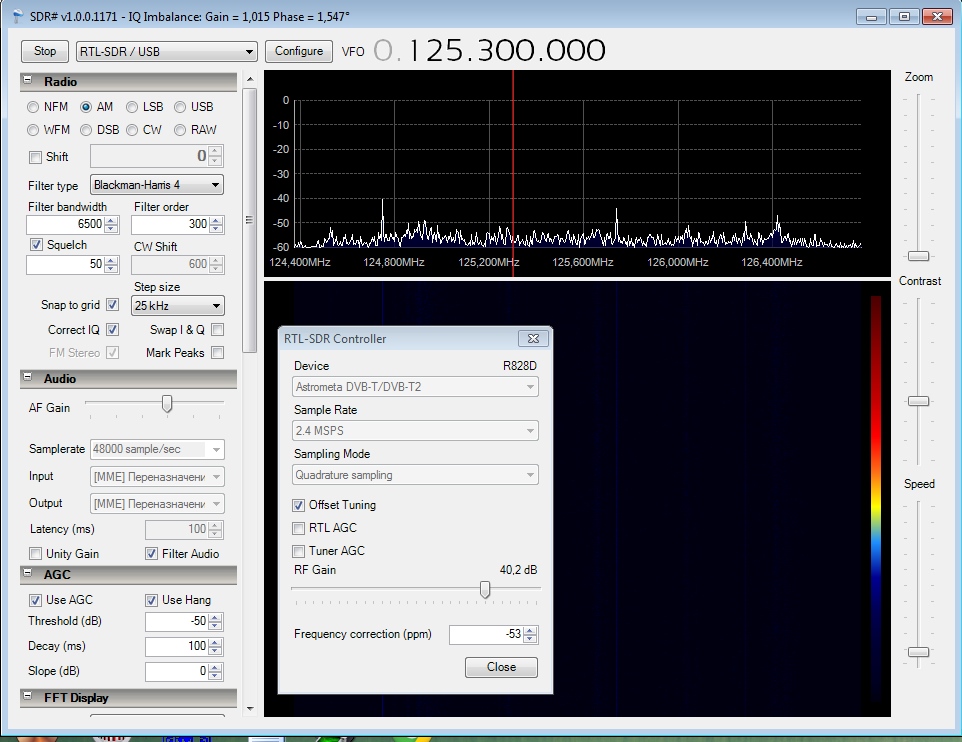 SDR# v1.0.0.1171 - IQ Imbalance: Gain = 1,015 Phase = 1,547°
Stop RTL-SDR / USB Configure VFO 0.125.300.000
Radio
NFM AM LSB USB
WFM DSB CW RAW
Shift 0
Filter type Blackman-Harris 4
Filter bandwidth Filter order
6500 300
Squelch CW Shift
50 600
Step size
Snap to grid 25 kHz
Correct IQ Swap I & Q
FM Stereo Mark Peaks
Audio
AF Gain
Samplerate 48000 sample/sec
Input [MME] Переназначени
Output [MME] Переназначени
Latency (ms) 100
Unity Gain Filter Audio
AGC
Use AGC Use Hang
Threshold (dB) -50
Decay (ms) 100
Slope (dB) 0
FFT Display
0
-10
-20
-30
-40
-50
-60
124,400MHz 124,800MHz 125,200MHz 125,600MHz 126,000MHz 126,400MHz
Zoom
Contrast
Speed
RTL-SDR Controller
Device R828D
Astrometa DVB-T/DVB-T2
Sample Rate
2.4 MSPS
Sampling Mode
Quadrature sampling
Offset Tuning
RTL AGC
Tuner AGC
RF Gain 40,2 dB
Frequency correction (ppm) -53
Close